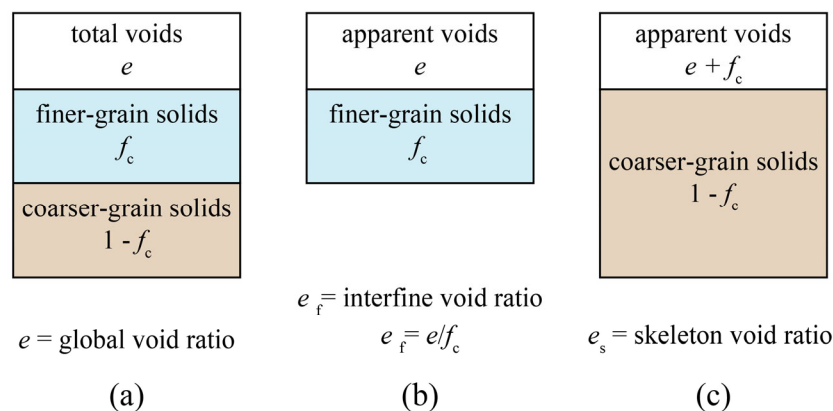 total voids
e
finer-grain solids
f_c
coarser-grain solids
1 - f_c
e = global void ratio
(a)
apparent voids
e
finer-grain solids
f_c
e_f = interfine void ratio
e_f = e/f_c
(b)
apparent voids
e + f_c
coarser-grain solids
1 - f_c
e_s = skeleton void ratio
(c)